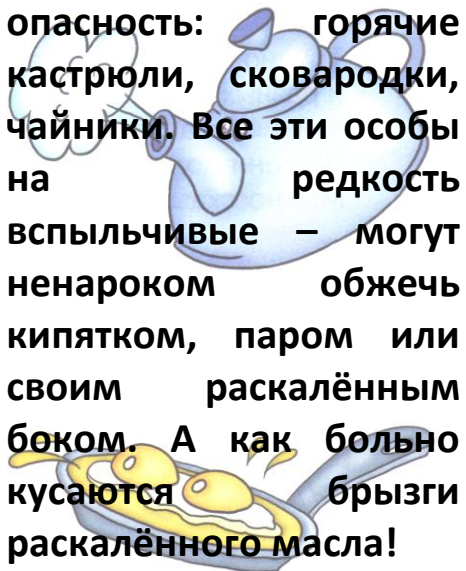 опасность: горячие
кастрюли, сковародки,
чайники. Все эти особы
на редкость
вспыльчивые – могут
ненароком обжечь
кипятком, паром или
своим раскалённым
боком. А как больно
кусаются брызги
раскалённого масла!